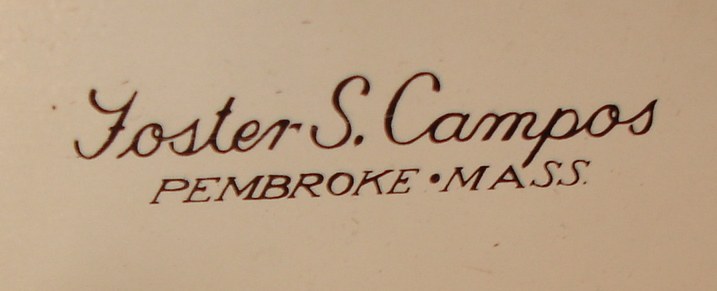 Foster S. Campos
PEMBROKE • MASS.